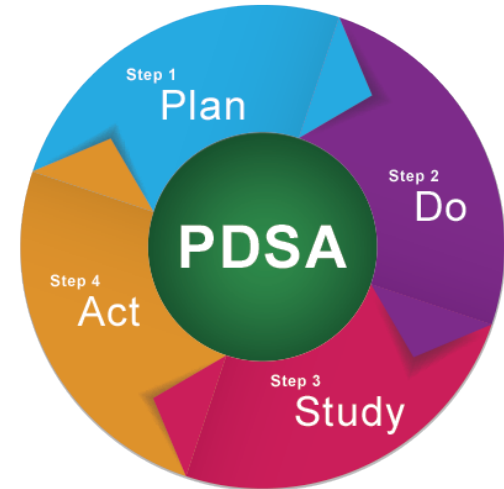 Step 1
Plan
Step 2
Do
PDSA
Step 4
Act
Step 3
Study